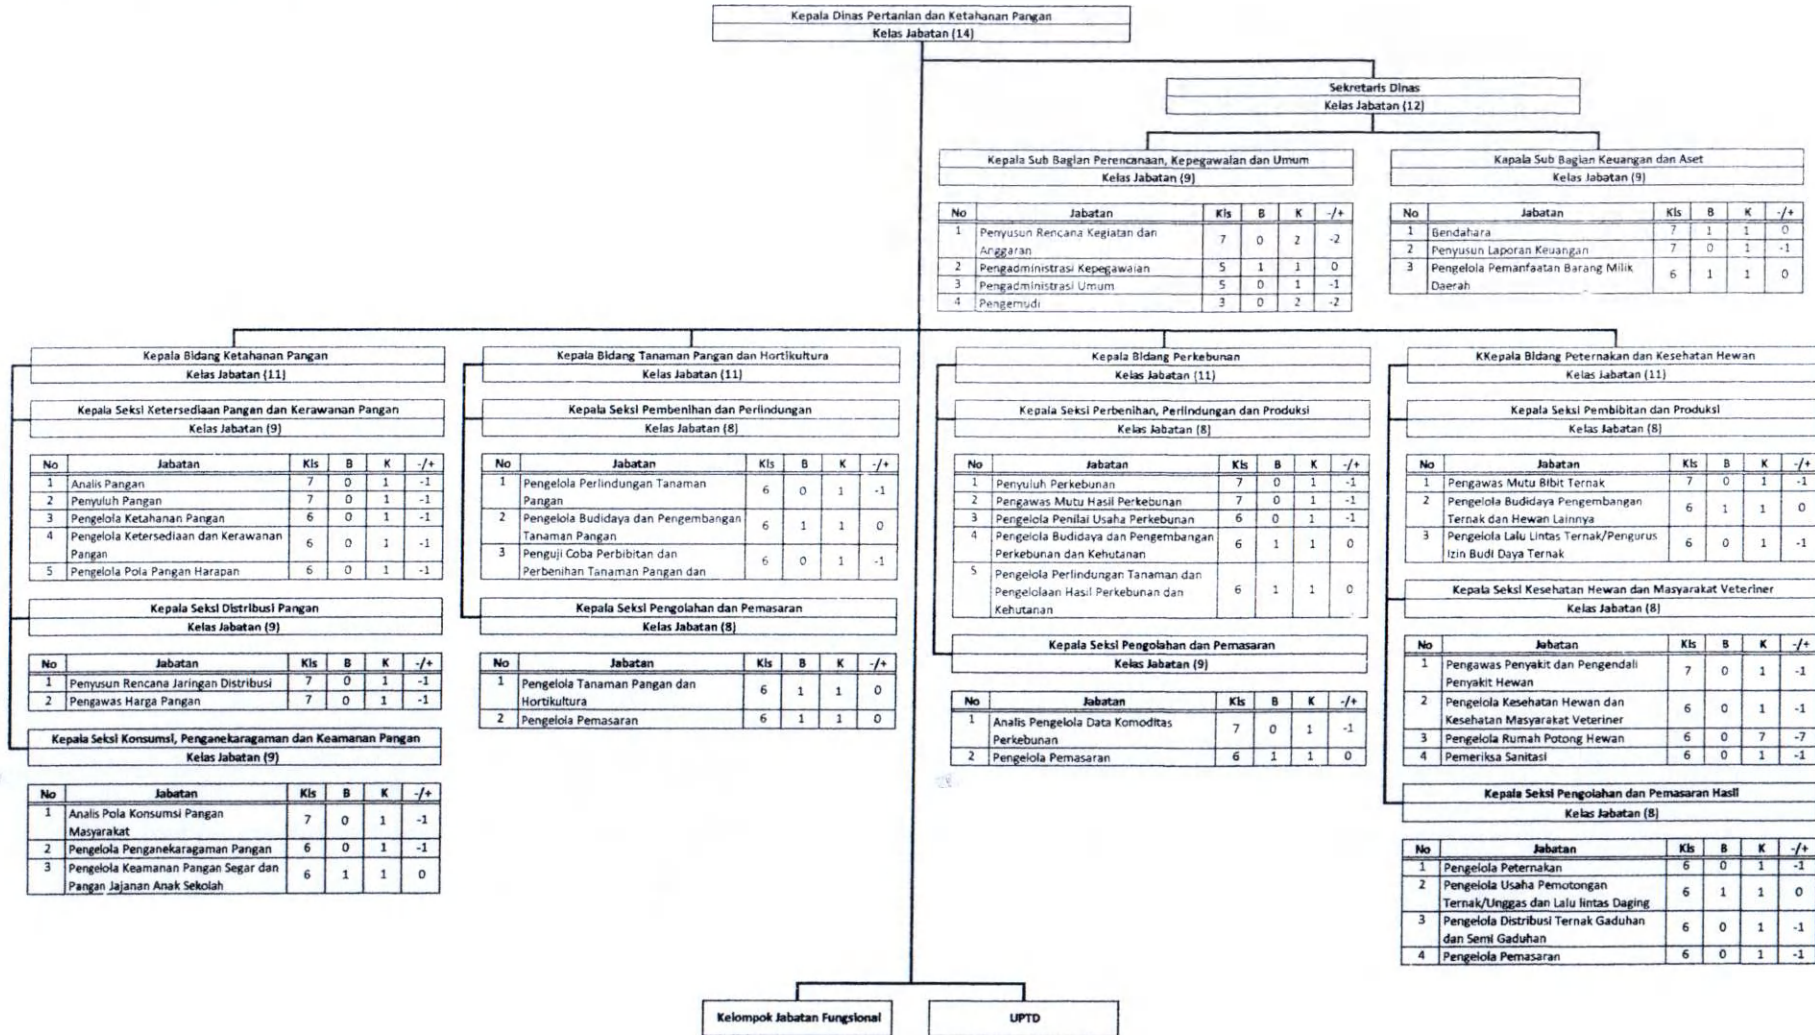 Kepala Dinas Pertanian dan Ketahanan Pangan
Kelas Jabatan (14)
Sekretaris Dinas
Kelas Jabatan (12)
Kepala Sub Bagian Perencanaan, Kepegawaian dan Umum
Kelas Jabatan (9)
No Jabatan Kls B K -/+
1 Penyusun Rencana Kegiatan dan
Anggaran 7 0 2 -2
2 Pengadministrasi Kepegawaian 5 1 1 0
3 Pengadministrasi Umum 5 0 1 -1
4 Pengemudi 3 0 2 -2
Kapala Sub Bagian Keuangan dan Aset
Kelas Jabatan (9)
No Jabatan Kls B K -/+
1 Bendahara 7 1 1 0
2 Penyusun Laporan Keuangan 7 0 1 -1
3 Pengelola Pemanfaatan Barang Milik
Daerah 6 1 1 0
Kepala Bidang Ketahanan Pangan
Kelas Jabatan (11)
Kepala Seksi Ketersediaan Pangan dan Kerawanan Pangan
Kelas Jabatan (9)
No Jabatan Kls B K -/+
1 Analis Pangan 7 0 1 -1
2 Penyuluh Pangan 7 0 1 -1
3 Pengelola Ketahanan Pangan 6 0 1 -1
4 Pengelola Ketersediaan dan Kerawanan
Pangan 6 0 1 -1
5 Pengelola Pola Pangan Harapan 6 0 1 -1
Kepala Seksi Distribusi Pangan
Kelas Jabatan (9)
No Jabatan Kls B K -/+
1 Penyusun Rencana Jaringan Distribusi 7 0 1 -1
2 Pengawas Harga Pangan 7 0 1 -1
Kepala Seksi Konsumsi, Penganekaragaman dan Keamanan Pangan
Kelas Jabatan (9)
No Jabatan Kls B K -/+
1 Analis Pola Konsumsi Pangan
Masyarakat 7 0 1 -1
2 Pengelola Penganekaragaman Pangan 6 0 1 -1
3 Pengelola Keamanan Pangan Segar dan
Pangan Jajanan Anak Sekolah 6 1 1 0
Kepala Bidang Tanaman Pangan dan Hortikultura
Kelas Jabatan (11)
Kepala Seksi Pembenihan dan Perlindungan
Kelas Jabatan (8)
No Jabatan Kls B K -/+
1 Pengelola Perlindungan Tanaman
Pangan 6 0 1 -1
2 Pengelola Budidaya dan Pengembangan
Tanaman Pangan 6 1 1 0
3 Penguji Coba Perbibitan dan
Perbenihan Tanaman Pangan dan 6 0 1 -1
Kepala Seksi Pengolahan dan Pemasaran
Kelas Jabatan (8)
No Jabatan Kls B K -/+
1 Pengelola Tanaman Pangan dan
Hortikultura 6 1 1 0
2 Pengelola Pemasaran 6 1 1 0
Kepala Bidang Perkebunan
Kelas Jabatan (11)
Kepala Seksi Perbenihan, Perlindungan dan Produksi
Kelas Jabatan (8)
No Jabatan Kls B K -/+
1 Penyuluh Perkebunan 7 0 1 -1
2 Pengawas Mutu Hasil Perkebunan 7 0 1 -1
3 Pengelola Penilai Usaha Perkebunan 6 0 1 -1
4 Pengelola Budidaya dan Pengembangan
Perkebunan dan Kehutanan 6 1 1 0
5 Pengelola Perlindungan Tanaman dan
Pengelolaan Hasil Perkebunan dan
Kehutanan 6 1 1 0
Kepala Seksi Pengolahan dan Pemasaran
Kelas Jabatan (9)
No Jabatan Kls B K -/+
1 Analis Pengelola Data Komoditas
Perkebunan 7 0 1 -1
2 Pengelola Pemasaran 6 1 1 0
KKepala Bidang Peternakan dan Kesehatan Hewan
Kelas Jabatan (11)
Kepala Seksi Pembibitan dan Produksi
Kelas Jabatan (8)
No Jabatan Kls B K -/+
1 Pengawas Mutu Bibit Ternak 7 0 1 -1
2 Pengelola Budidaya Pengembangan
Ternak dan Hewan Lainnya 6 1 1 0
3 Pengelola Lalu Lintas Ternak/Pengurus
Izin Budi Daya Ternak 6 0 1 -1
Kepala Seksi Kesehatan Hewan dan Masyarakat Veteriner
Kelas Jabatan (8)
No Jabatan Kls B K -/+
1 Pengawas Penyakit dan Pengendali
Penyakit Hewan 7 0 1 -1
2 Pengelola Kesehatan Hewan dan
Kesehatan Masyarakat Veteriner 6 0 1 -1
3 Pengelola Rumah Potong Hewan 6 0 7 -7
4 Pemeriksa Sanitasi 6 0 1 -1
Kepala Seksi Pengolahan dan Pemasaran Hasil
Kelas Jabatan (8)
No Jabatan Kls B K -/+
1 Pengelola Peternakan 6 0 1 -1
2 Pengelola Usaha Pemotongan
Ternak/Unggas dan Lalu lintas Daging 6 1 1 0
3 Pengelola Distribusi Ternak Gaduhan
dan Semi Gaduhan 6 0 1 -1
4 Pengelola Pemasaran 6 0 1 -1
Kelompok Jabatan Fungsional
UPTD